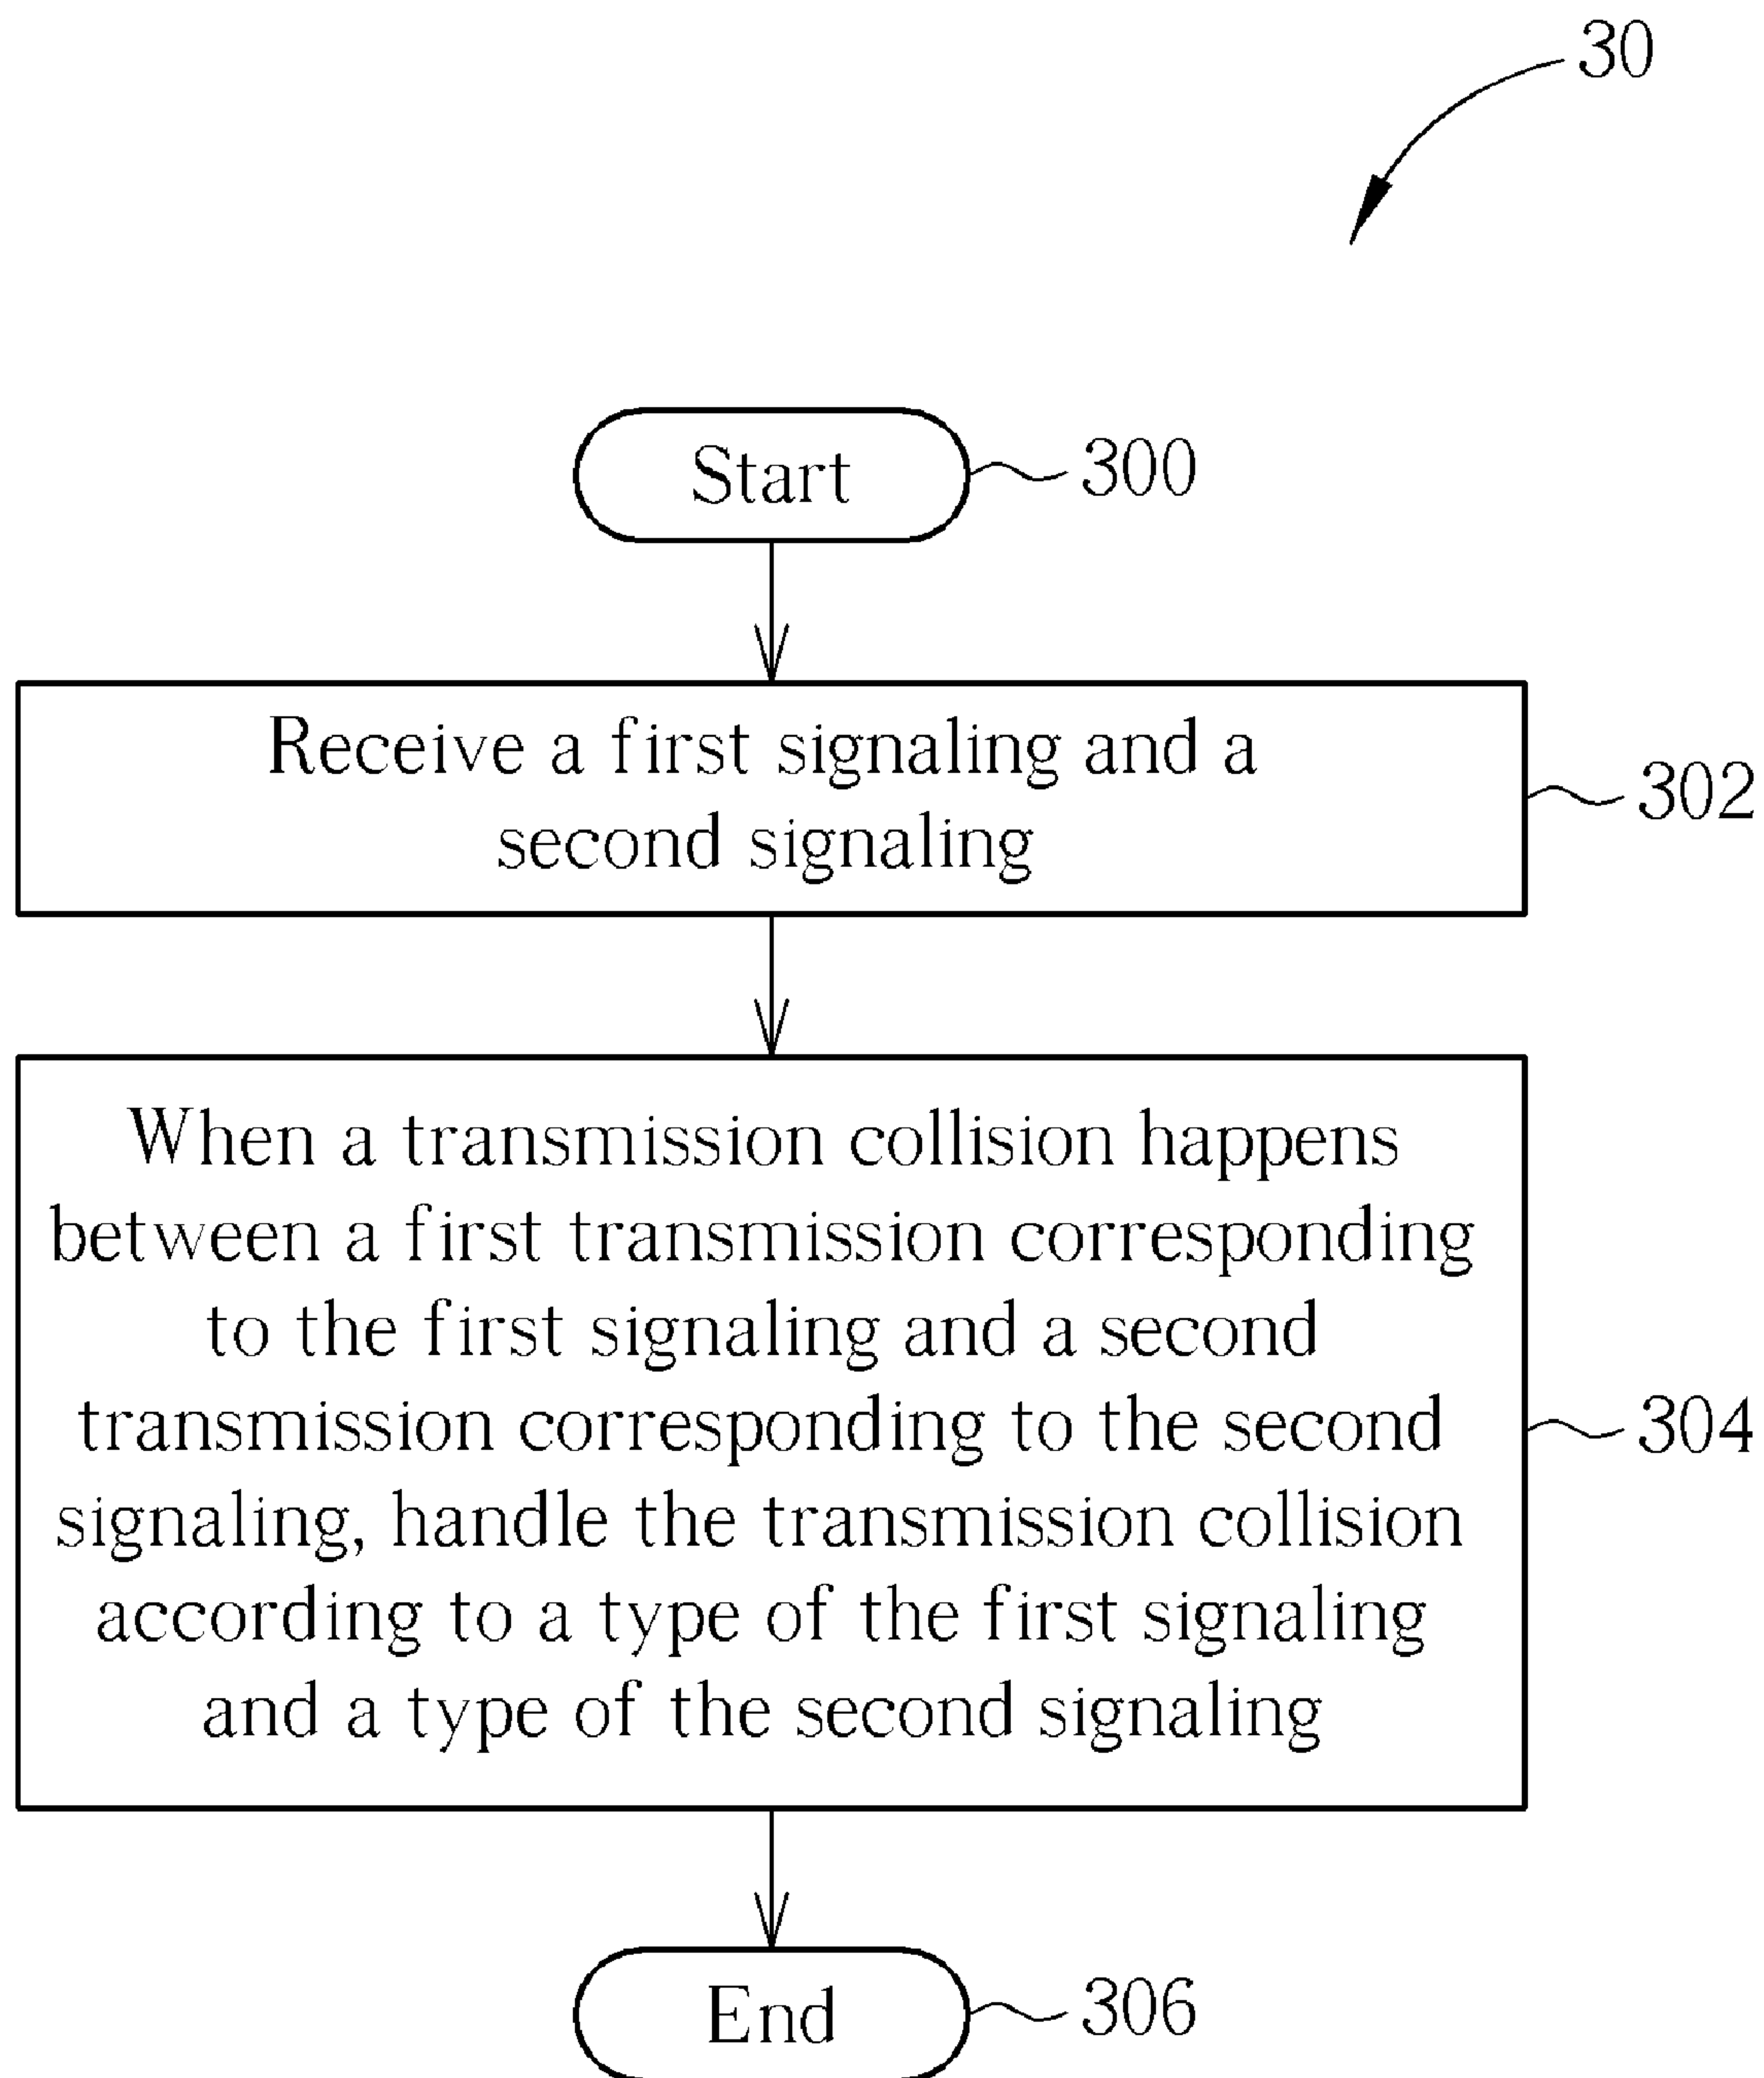 30
Start
300
Receive a first signaling and a
second signaling
302
When a transmission collision happens
between a first transmission corresponding
to the first signaling and a second
transmission corresponding to the second
signaling, handle the transmission collision
according to a type of the first signaling
and a type of the second signaling
304
End
306